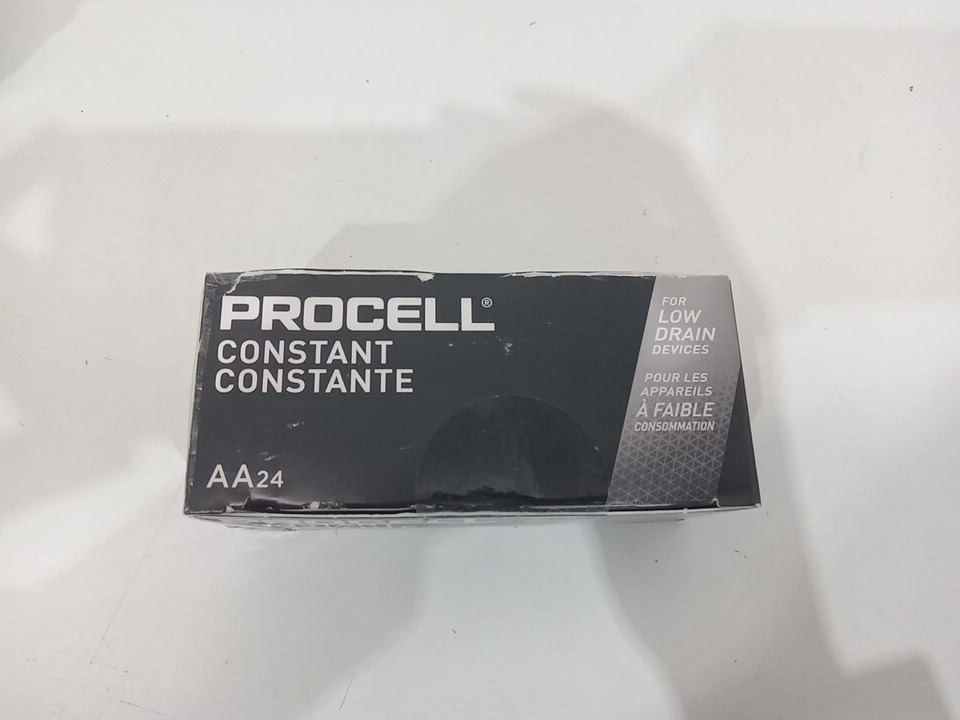 PROCELL®
CONSTANT
CONSTANTE
AA24
FOR
LOW
DRAIN
DEVICES
POUR LES
APPAREILS
À FAIBLE
CONSOMMATION